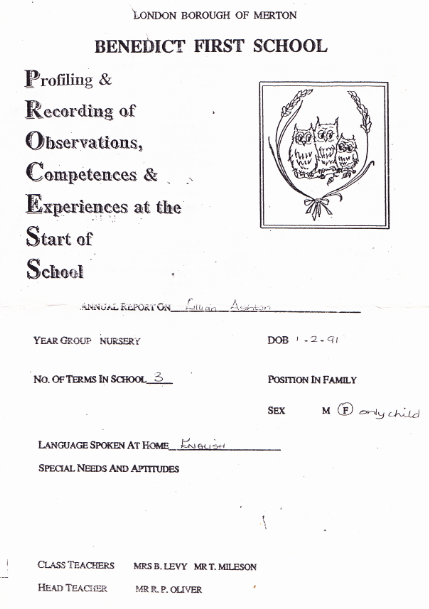 LONDON BOROUGH OF MERTON
BENEDICT FIRST SCHOOL
Profiling &
Recording of
Observations,
Competences &
Experiences at the
Start of
School
ANNUAL REPORT ON Lillian Ashton
YEAR GROUP NURSERY DOB 1-2-91
NO. OF TERMS IN SCHOOL 3 POSITION IN FAMILY
SEX M F only child
LANGUAGE SPOKEN AT HOME ENGLISH
SPECIAL NEEDS AND APTITUDES
CLASS TEACHERS MRS B. LEVY MR T. MILESON
HEAD TEACHER MR R. P. OLIVER